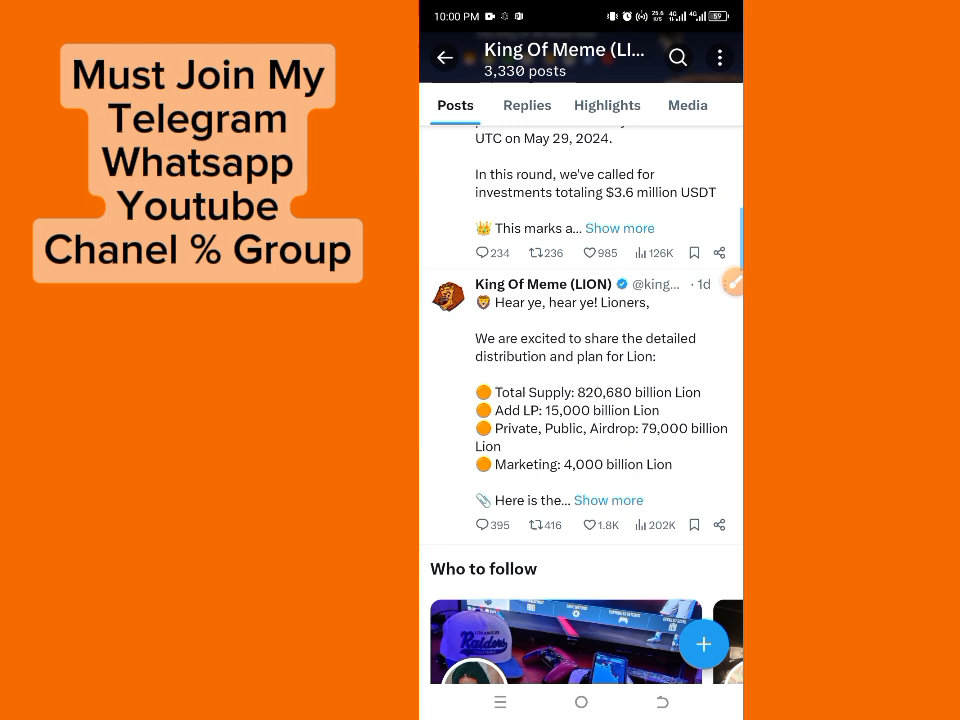 Must Join My
Telegram
Whatsapp
Youtube
Chanel % Group
10:00 PM
25.6
K/S
4G
4G
59
King Of Meme (LI...
3,330 posts
Posts
Replies
Highlights
Media
UTC on May 29, 2024.
In this round, we've called for
investments totaling $3.6 million USDT
👑 This marks a... Show more
234
236
985
126K
King Of Meme (LION) @king... · 1d
🦁 Hear ye, hear ye! Lioners,
We are excited to share the detailed
distribution and plan for Lion:
🟠 Total Supply: 820,680 billion Lion
🟠 Add LP: 15,000 billion Lion
🟠 Private, Public, Airdrop: 79,000 billion
Lion
🟠 Marketing: 4,000 billion Lion
📎 Here is the... Show more
395
416
1.8K
202K
Who to follow
Raiders